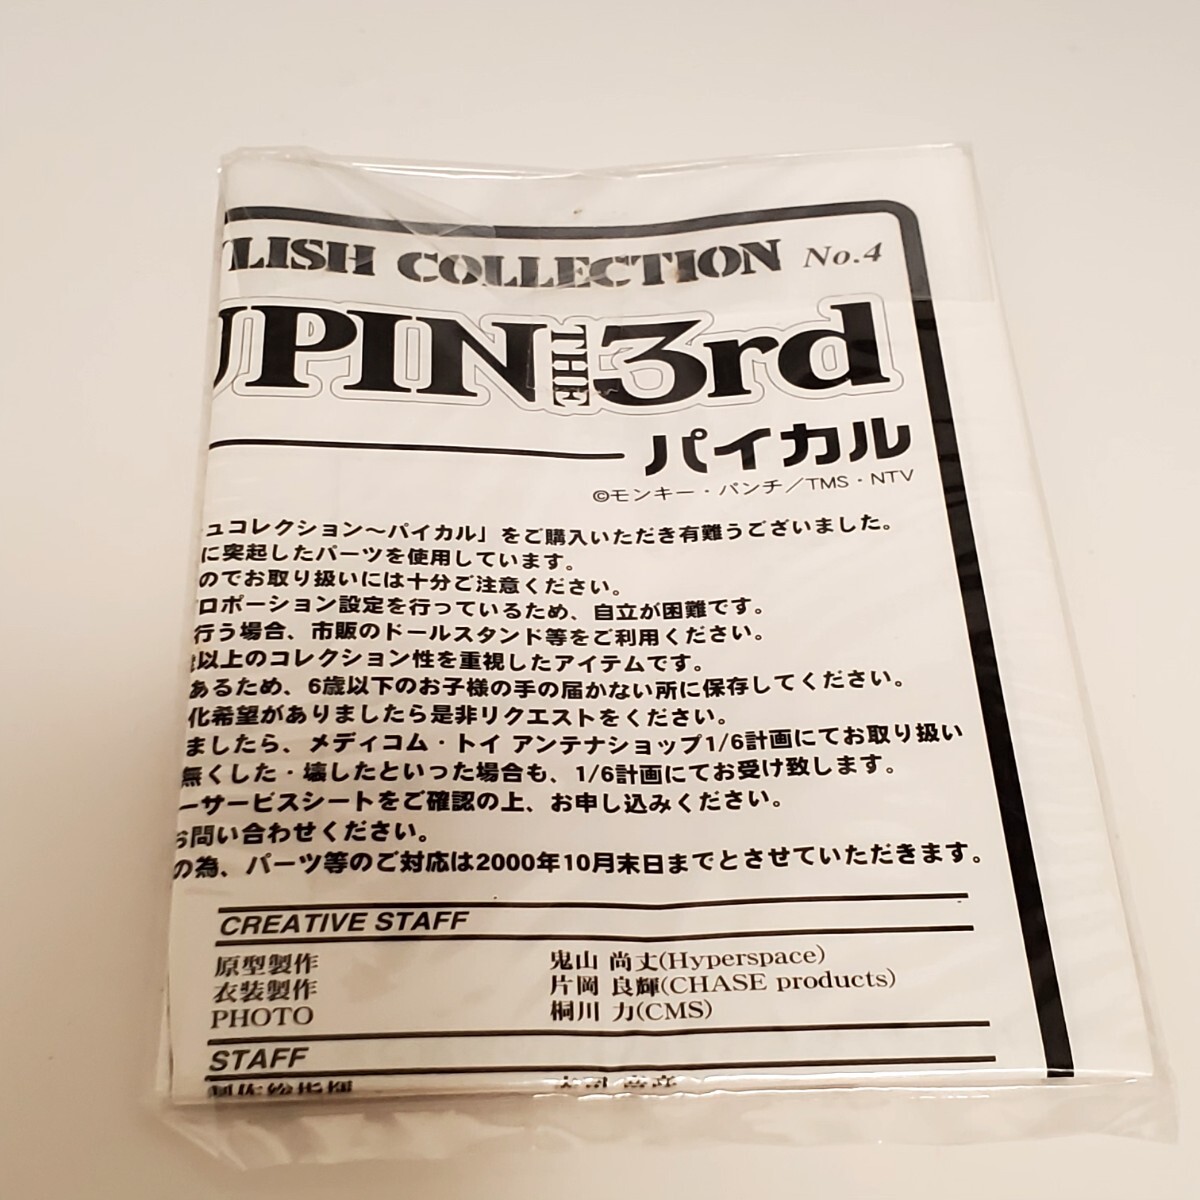 YLISH COLLECTION No.4
UPIN THE 3rd
パイカル
©モンキー・パンチ／TMS・NTV
ュコレクション〜パイカル」をご購入いただき有難うございました。
に突起したパーツを使用しています。
のでお取り扱いには十分ご注意ください。
プロポーション設定を行っているため、自立が困難です。
行う場合、市販のドールスタンド等をご利用ください。
以上のコレクション性を重視したアイテムです。
あるため、6歳以下のお子様の手の届かない所に保存してください。
化希望がありましたら是非リクエストをください。
ましたら、メディコム・トイ アンテナショップ1/6計画にてお取り扱い
無くした・壊したといった場合も、1/6計画にてお受け致します。
ーサービスシートをご確認の上、お申し込みください。
お問い合わせください。
の為、パーツ等のご対応は2000年10月末日までとさせていただきます。
CREATIVE STAFF
原型製作 鬼山 尚丈(Hyperspace)
衣装製作 片岡 良輝(CHASE products)
PHOTO 桐川 力(CMS)
STAFF
製作総指揮